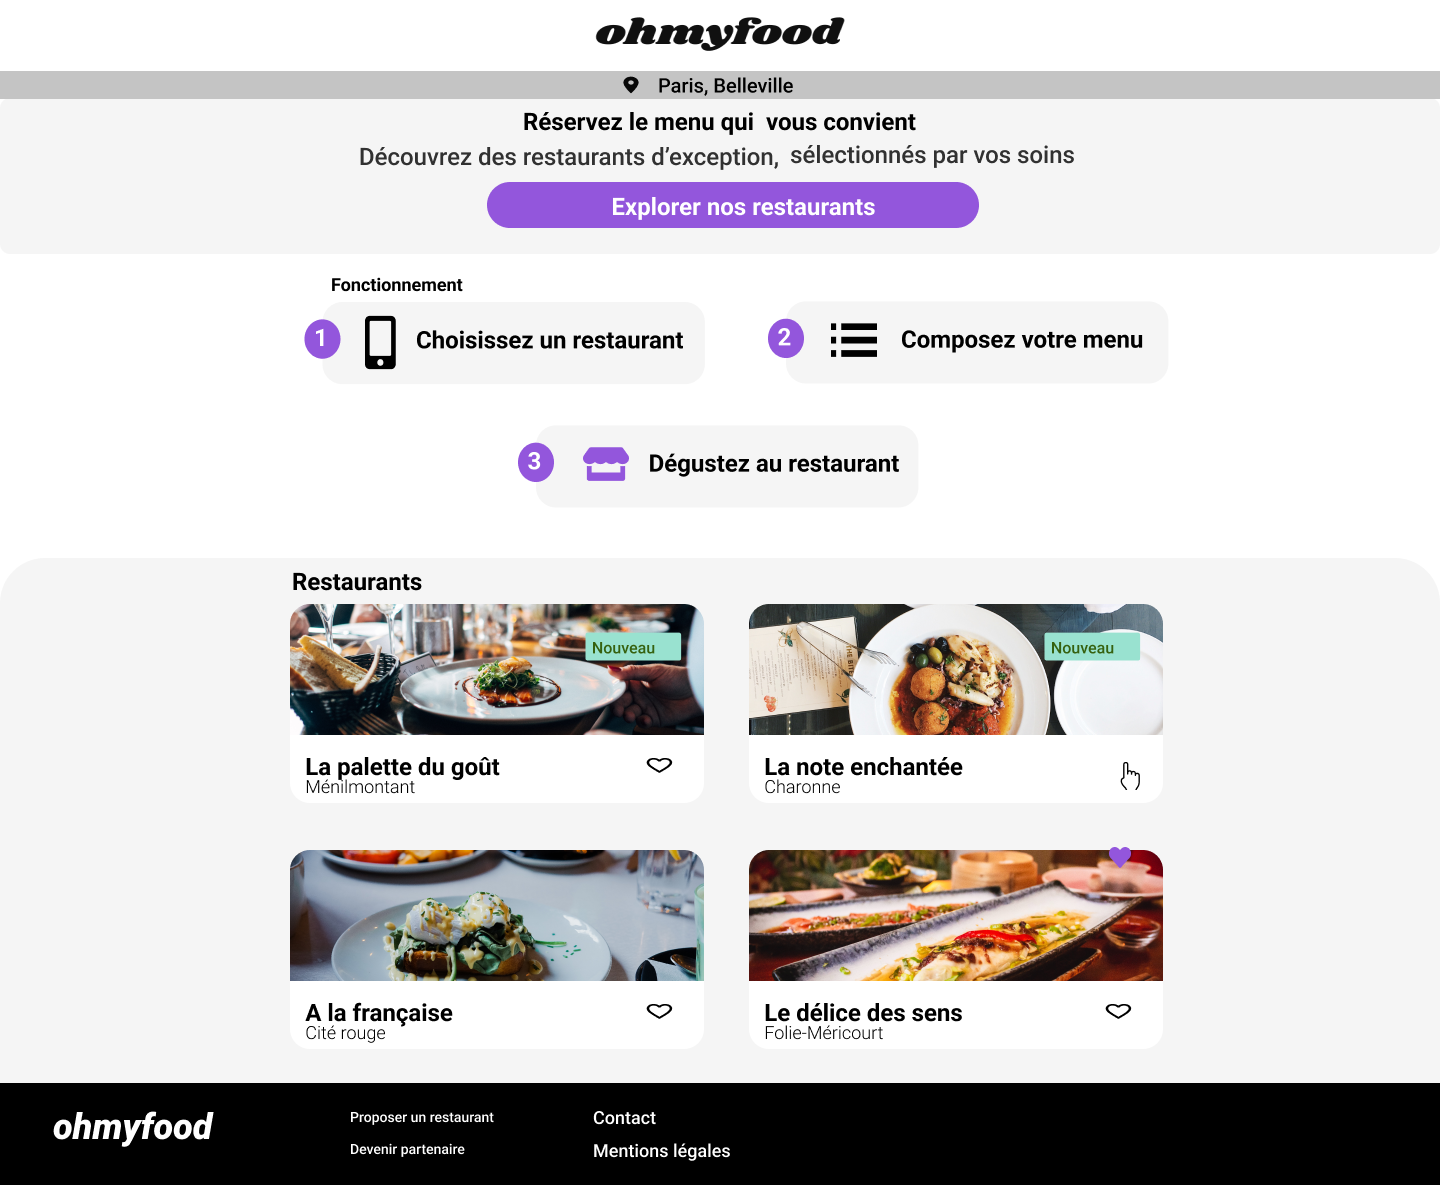 ohmyfood
Paris, Belleville
Réservez le menu qui  vous convient
Découvrez des restaurants d’exception, sélectionnés par vos soins
Explorer nos restaurants
Fonctionnement
1 Choisissez un restaurant
2 Composez votre menu
3 Dégustez au restaurant
Restaurants
Nouveau
La palette du goût
Ménilmontant
Nouveau
La note enchantée
Charonne
A la française
Cité rouge
Le délice des sens
Folie-Méricourt
ohmyfood
Proposer un restaurant
Devenir partenaire
Contact
Mentions légales